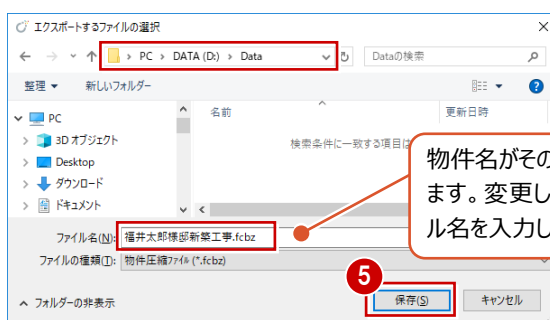 エクスポートするファイルの選択
PC > DATA (D:) > Data
Dataの検索
整理
新しいフォルダー
名前
更新日時
PC
3D オブジェクト
Desktop
ダウンロード
ドキュメント
検索条件に一致する項目は
物件名がその
ます。変更し
ル名を入力し
ファイル名(N):
福井太郎様邸新築工事.fcbz
ファイルの種類(T):
物件圧縮ファイル (*.fcbz)
5
フォルダーの非表示
保存(S)
キャンセル